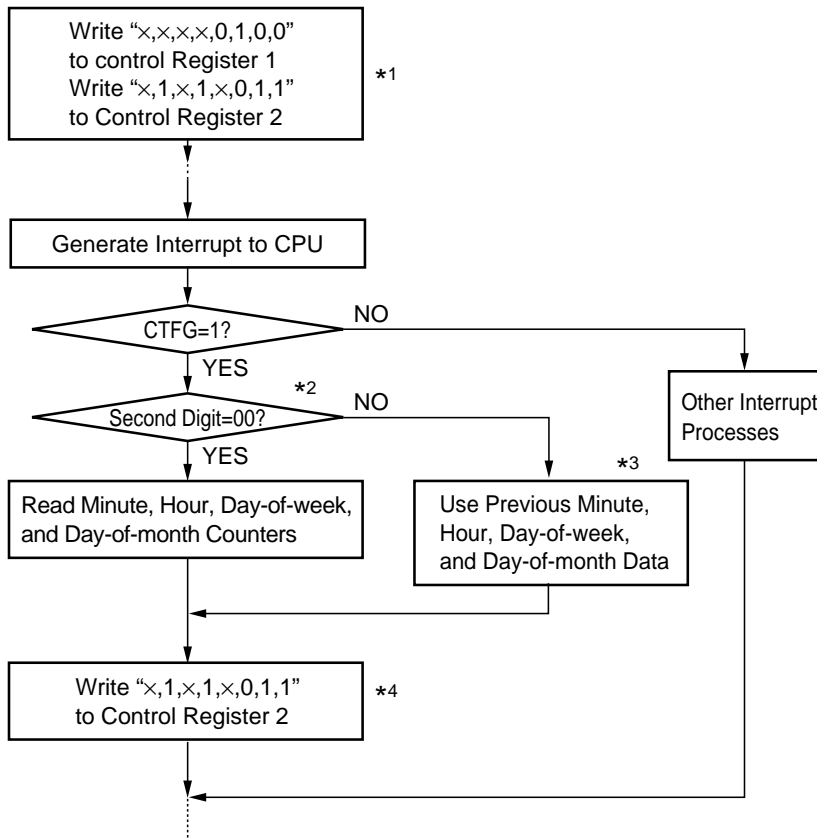 Write “×,×,×,×,0,1,0,0”
to control Register 1
Write “×,1,×,1,×,0,1,1”
to Control Register 2
*1
Generate Interrupt to CPU
CTFG=1?
NO
YES
*2
Second Digit=00?
NO
YES
Other Interrupt
Processes
*3
Read Minute, Hour, Day-of-week,
and Day-of-month Counters
Use Previous Minute,
Hour, Day-of-week,
and Day-of-month Data
Write “×,1,×,1,×,0,1,1”
to Control Register 2
*4